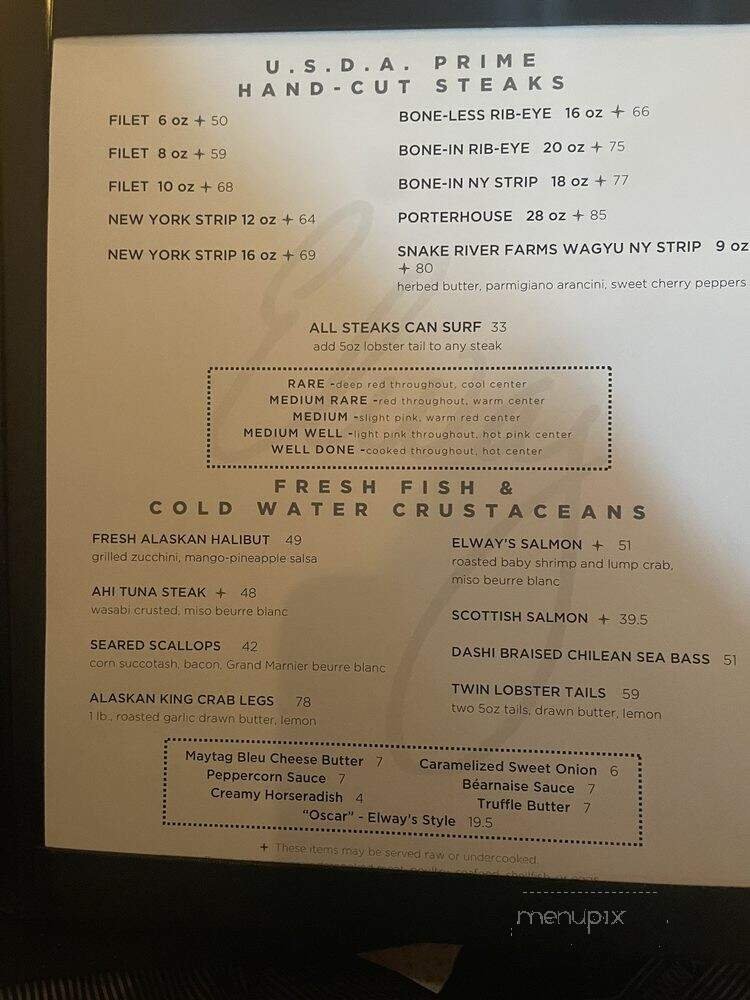 U.S.D.A. PRIME
HAND-CUT STEAKS
FILET 6 oz + 50
FILET 8 oz + 59
FILET 10 oz + 68
NEW YORK STRIP 12 oz + 64
NEW YORK STRIP 16 oz + 69
BONE-LESS RIB-EYE 16 oz + 66
BONE-IN RIB-EYE 20 oz + 75
BONE-IN NY STRIP 18 oz + 77
PORTERHOUSE 28 oz + 85
SNAKE RIVER FARMS WAGYU NY STRIP 9 oz
+ 80
herbed butter, parmigiano arancini, sweet cherry peppers
ALL STEAKS CAN SURF 33
add 5oz lobster tail to any steak
RARE -deep red throughout, cool center
MEDIUM RARE -red throughout, warm center
MEDIUM -slight pink, warm red center
MEDIUM WELL -light pink throughout, hot pink center
WELL DONE -cooked throughout, hot center
FRESH FISH &
COLD WATER CRUSTACEANS
FRESH ALASKAN HALIBUT 49
grilled zucchini, mango-pineapple salsa
AHI TUNA STEAK + 48
wasabi crusted, miso beurre blanc
SEARED SCALLOPS 42
corn succotash, bacon, Grand Marnier beurre blanc
ALASKAN KING CRAB LEGS 78
1 lb., roasted garlic drawn butter, lemon
ELWAY'S SALMON + 51
roasted baby shrimp and lump crab,
miso beurre blanc
SCOTTISH SALMON + 39.5
DASHI BRAISED CHILEAN SEA BASS 51
TWIN LOBSTER TAILS 59
two 5oz tails, drawn butter, lemon
Maytag Bleu Cheese Butter 7
Peppercorn Sauce 7
Creamy Horseradish 4
Caramelized Sweet Onion 6
Béarnaise Sauce 7
Truffle Butter 7
"Oscar" - Elway's Style 19.5
+ These items may be served raw or undercooked.
meat, poultry, seafood, shellfish or eggs
menupix